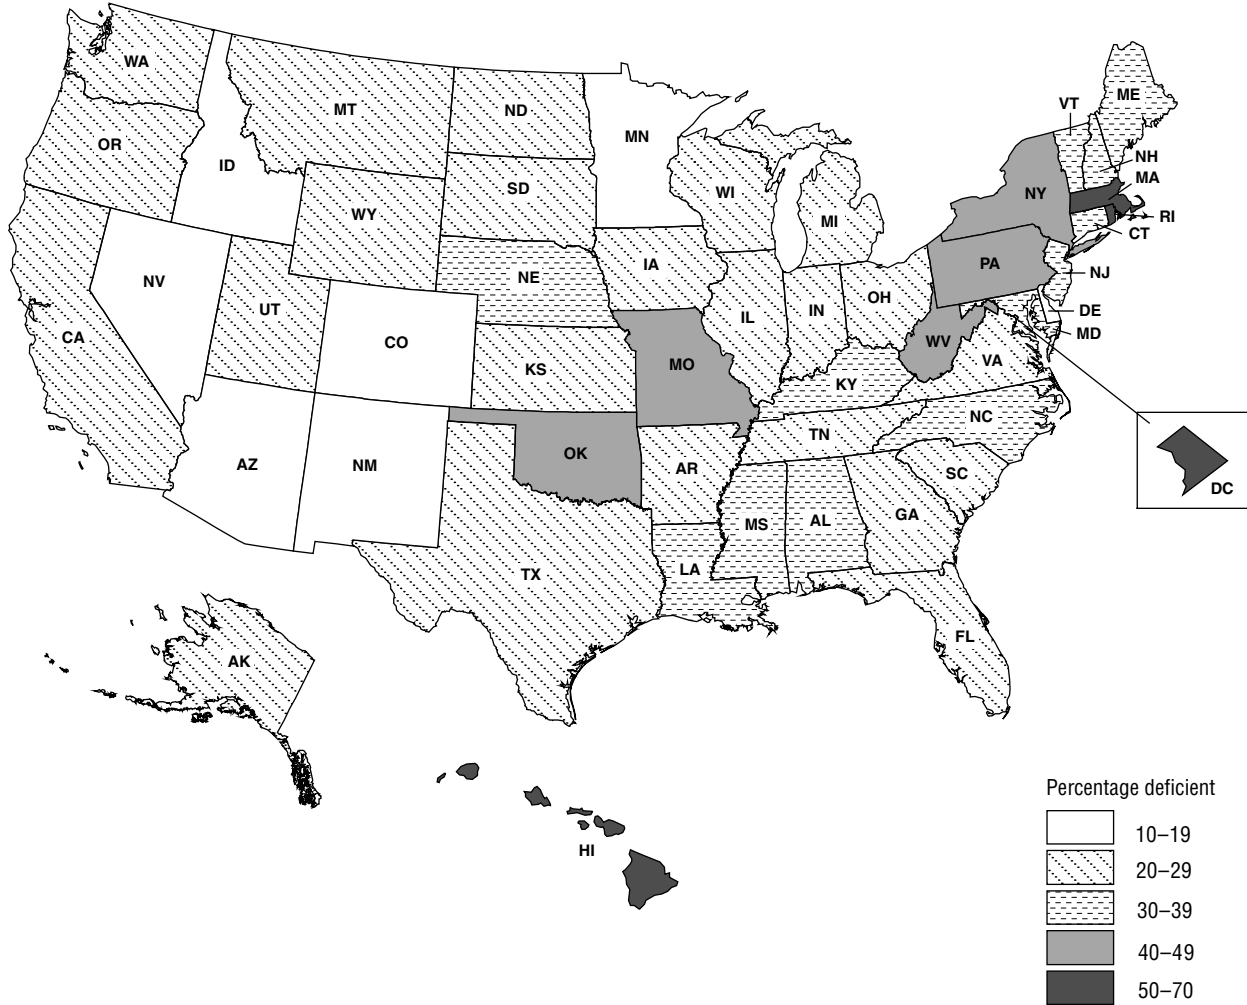 WA
MT
ND
MN
ME
VT
OR
ID
SD
WI
MI
NH
MA
NY
RI
CT
WY
NE
IA
PA
NJ
NV
UT
CO
IL
IN
OH
DE
MD
CA
WV
VA
KS
MO
KY
NC
AZ
NM
OK
AR
TN
SC
DC
MS
AL
GA
TX
LA
FL
AK
HI
Percentage deficient
10–19
20–29
30–39
40–49
50–70